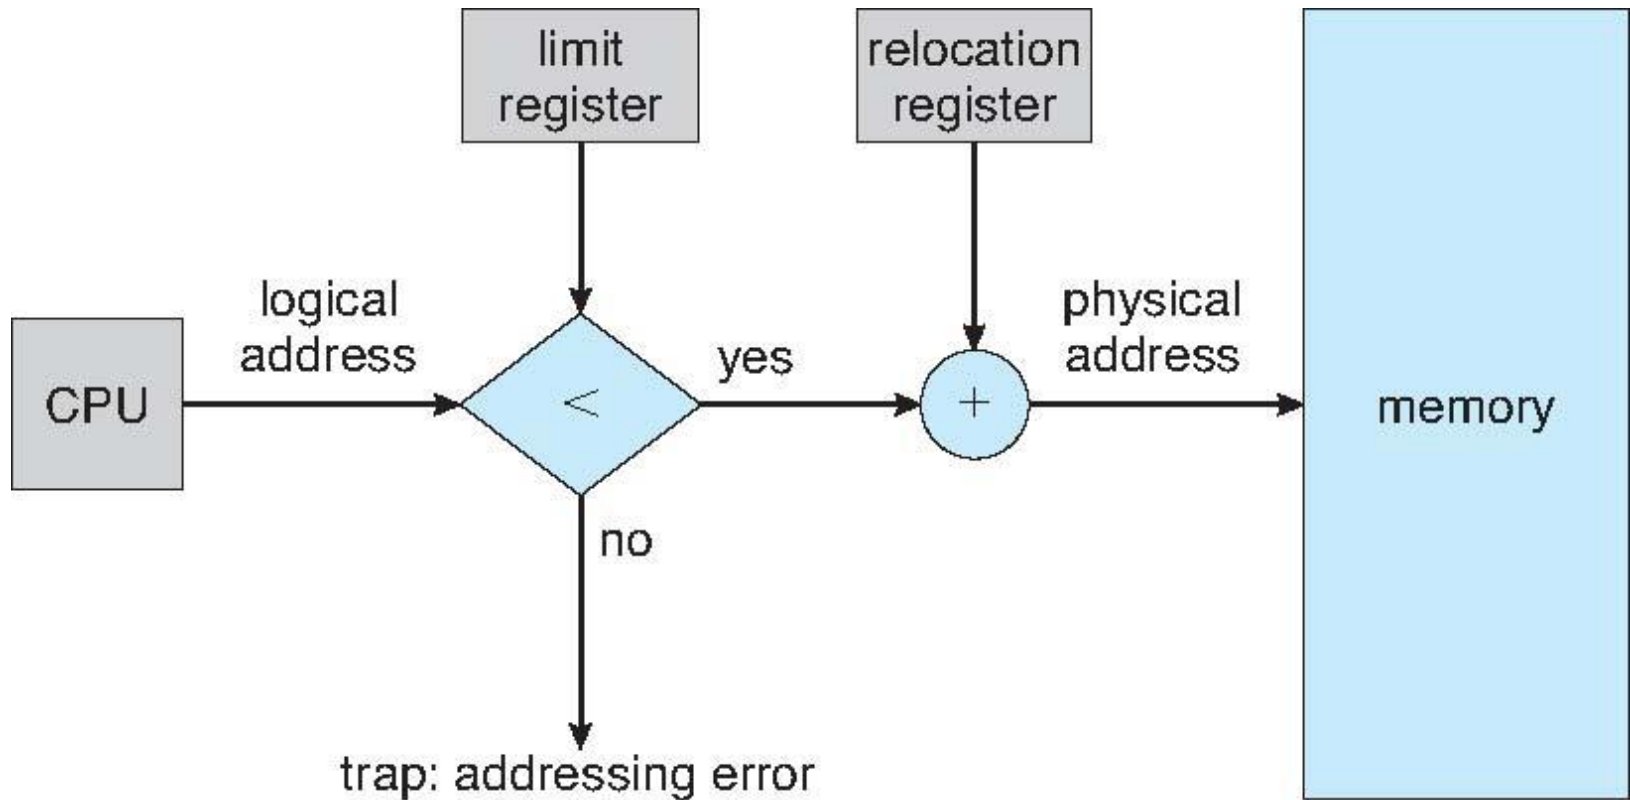 limit
register
relocation
register
logical
address
yes
physical
address
CPU
<
+
memory
no
trap: addressing error